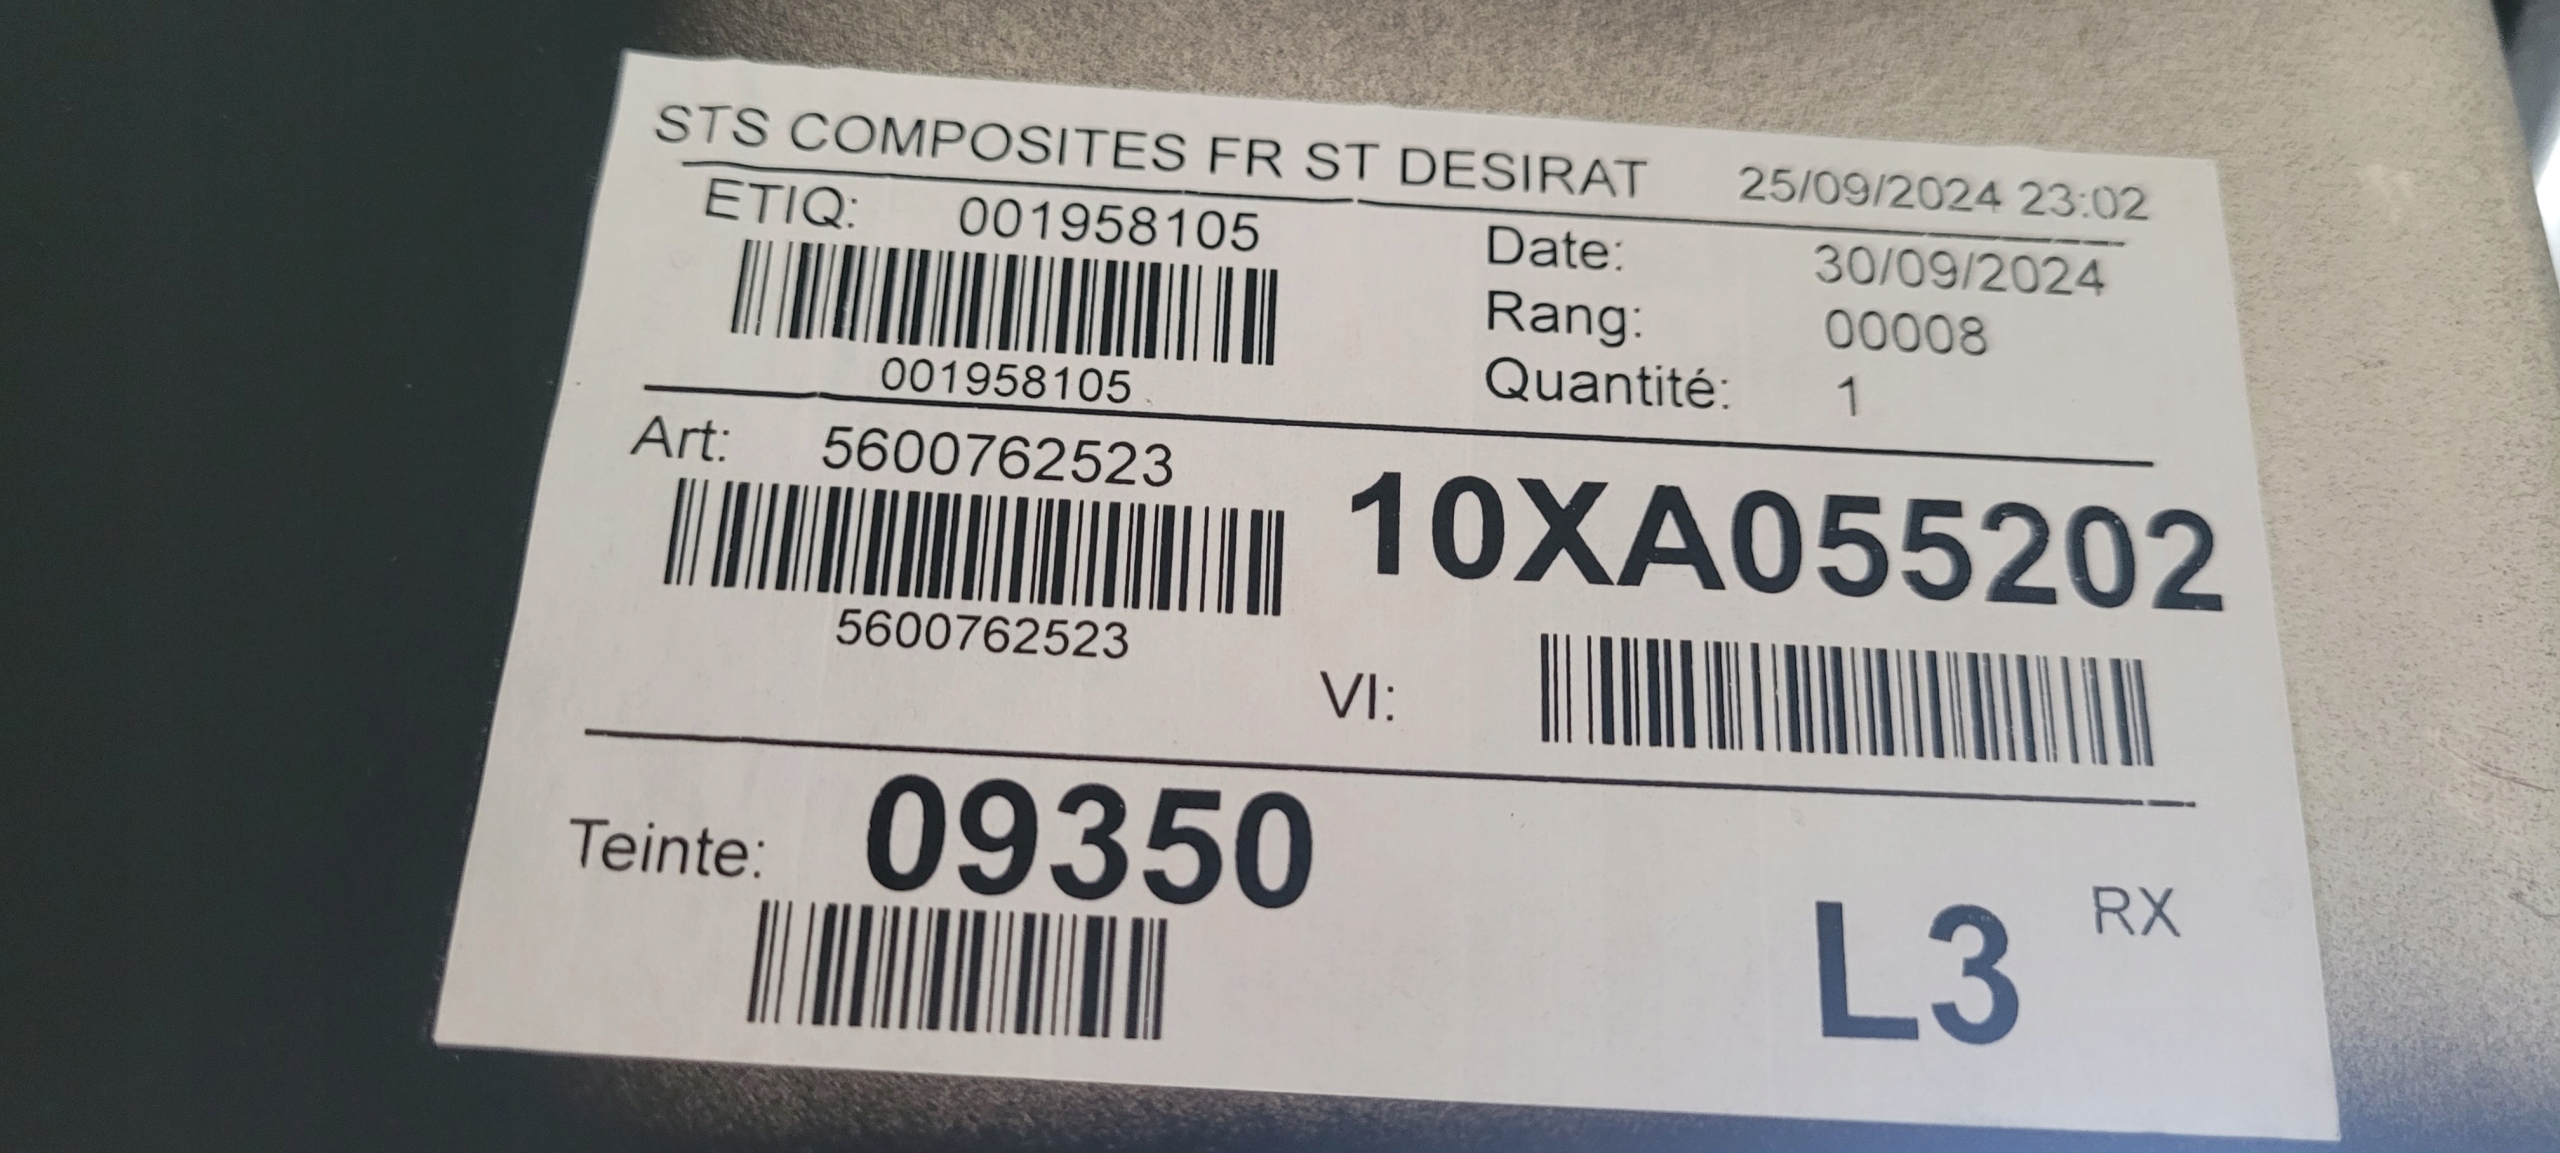 STS COMPOSITES FR ST DESIRAT 25/09/2024 23:02
ETIQ: 001958105
001958105
Date: 30/09/2024
Rang: 00008
Quantité: 1
Art: 5600762523
5600762523
10XA055202
VI:
Teinte: 09350
L3 RX